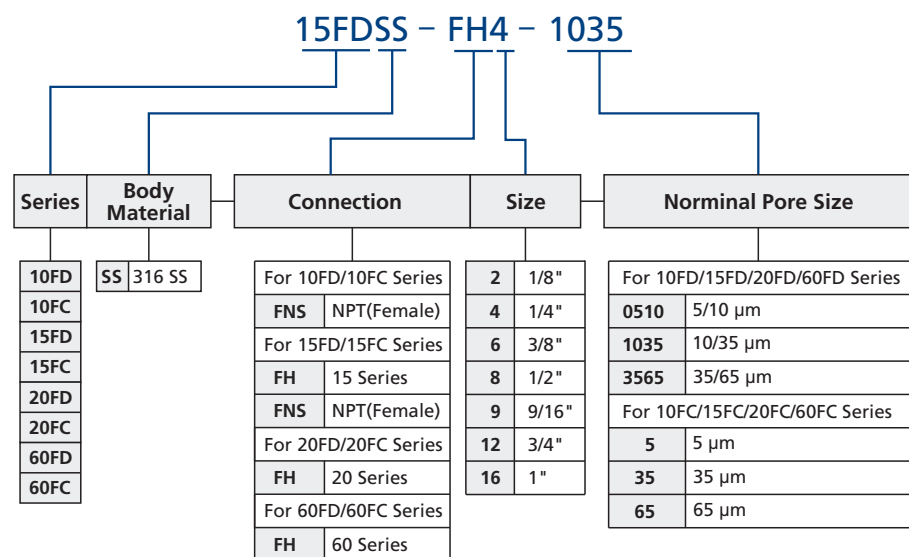 15FDSS – FH4 – 1035
Series
Body
Material
Connection
Size
Norminal Pore Size
10FD
10FC
15FD
15FC
20FD
20FC
60FD
60FC
SS 316 SS
For 10FD/10FC Series
FNS NPT(Female)
For 15FD/15FC Series
FH 15 Series
FNS NPT(Female)
For 20FD/20FC Series
FH 20 Series
For 60FD/60FC Series
FH 60 Series
2 1/8"
4 1/4"
6 3/8"
8 1/2"
9 9/16"
12 3/4"
16 1"
For 10FD/15FD/20FD/60FD Series
0510 5/10 µm
1035 10/35 µm
3565 35/65 µm
For 10FC/15FC/20FC/60FC Series
5 5 µm
35 35 µm
65 65 µm